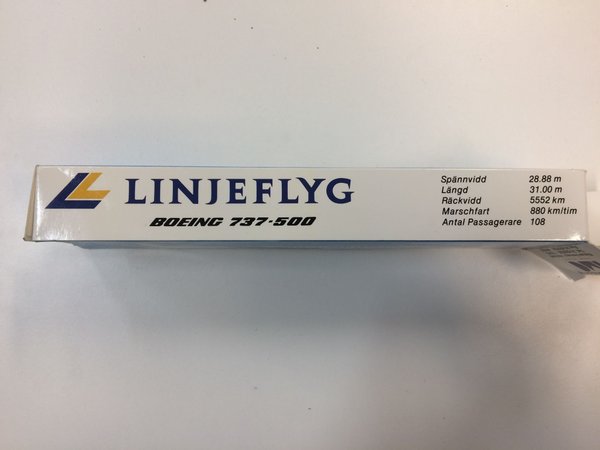 LINJEFLYG
BOEING 737-500
Spännvidd 28.88 m
Längd 31.00 m
Räckvidd 5552 km
Marschfart 880 km/tim
Antal Passagerare 108